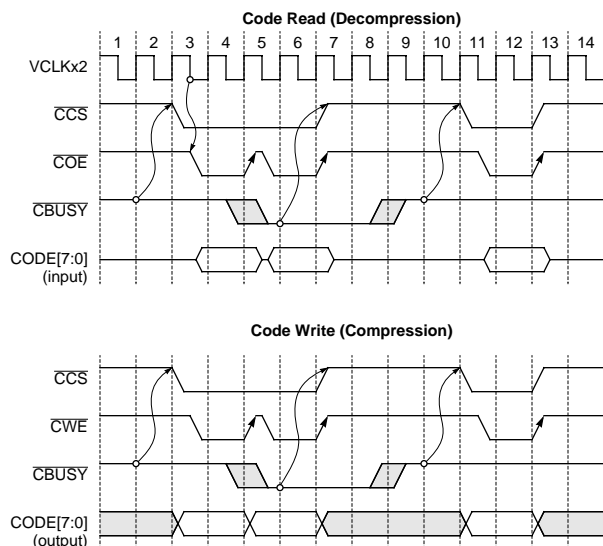 Code Read (Decompression)
1 2 3 4 5 6 7 8 9 10 11 12 13 14
VCLKx2
CCS
COE
CBUSY
CODE[7:0]
(input)
Code Write (Compression)
CCS
CWE
CBUSY
CODE[7:0]
(output)